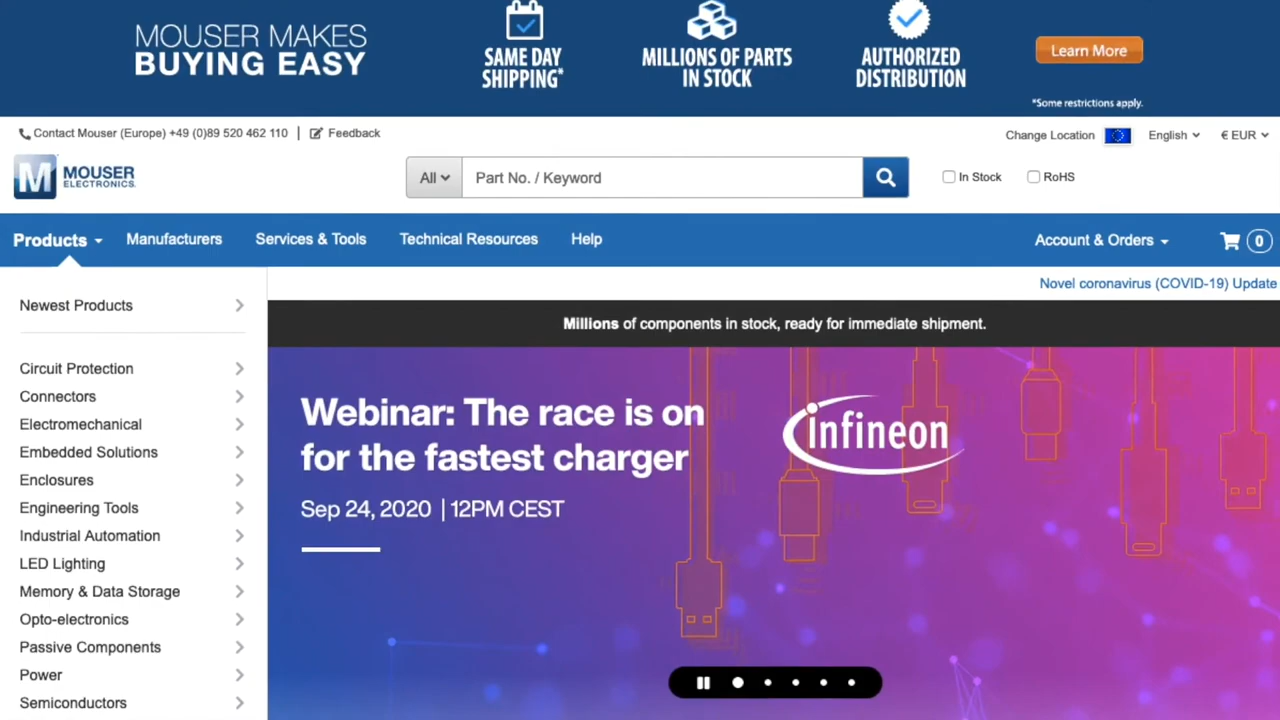 MOUSER MAKES
BUYING EASY
SAME DAY
SHIPPING*
MILLIONS OF PARTS
IN STOCK
AUTHORIZED
DISTRIBUTION
Learn More
*Some restrictions apply.
Contact Mouser (Europe) +49 (0)89 520 462 110 | Feedback
Change Location English € EUR
M MOUSER
ELECTRONICS
All Part No. / Keyword In Stock RoHS
Products Manufacturers Services & Tools Technical Resources Help Account & Orders 0
Novel coronavirus (COVID-19) Update
Newest Products
Circuit Protection
Connectors
Electromechanical
Embedded Solutions
Enclosures
Engineering Tools
Industrial Automation
LED Lighting
Memory & Data Storage
Opto-electronics
Passive Components
Power
Semiconductors
Millions of components in stock, ready for immediate shipment.
Webinar: The race is on
for the fastest charger
Sep 24, 2020 | 12PM CEST
infineon